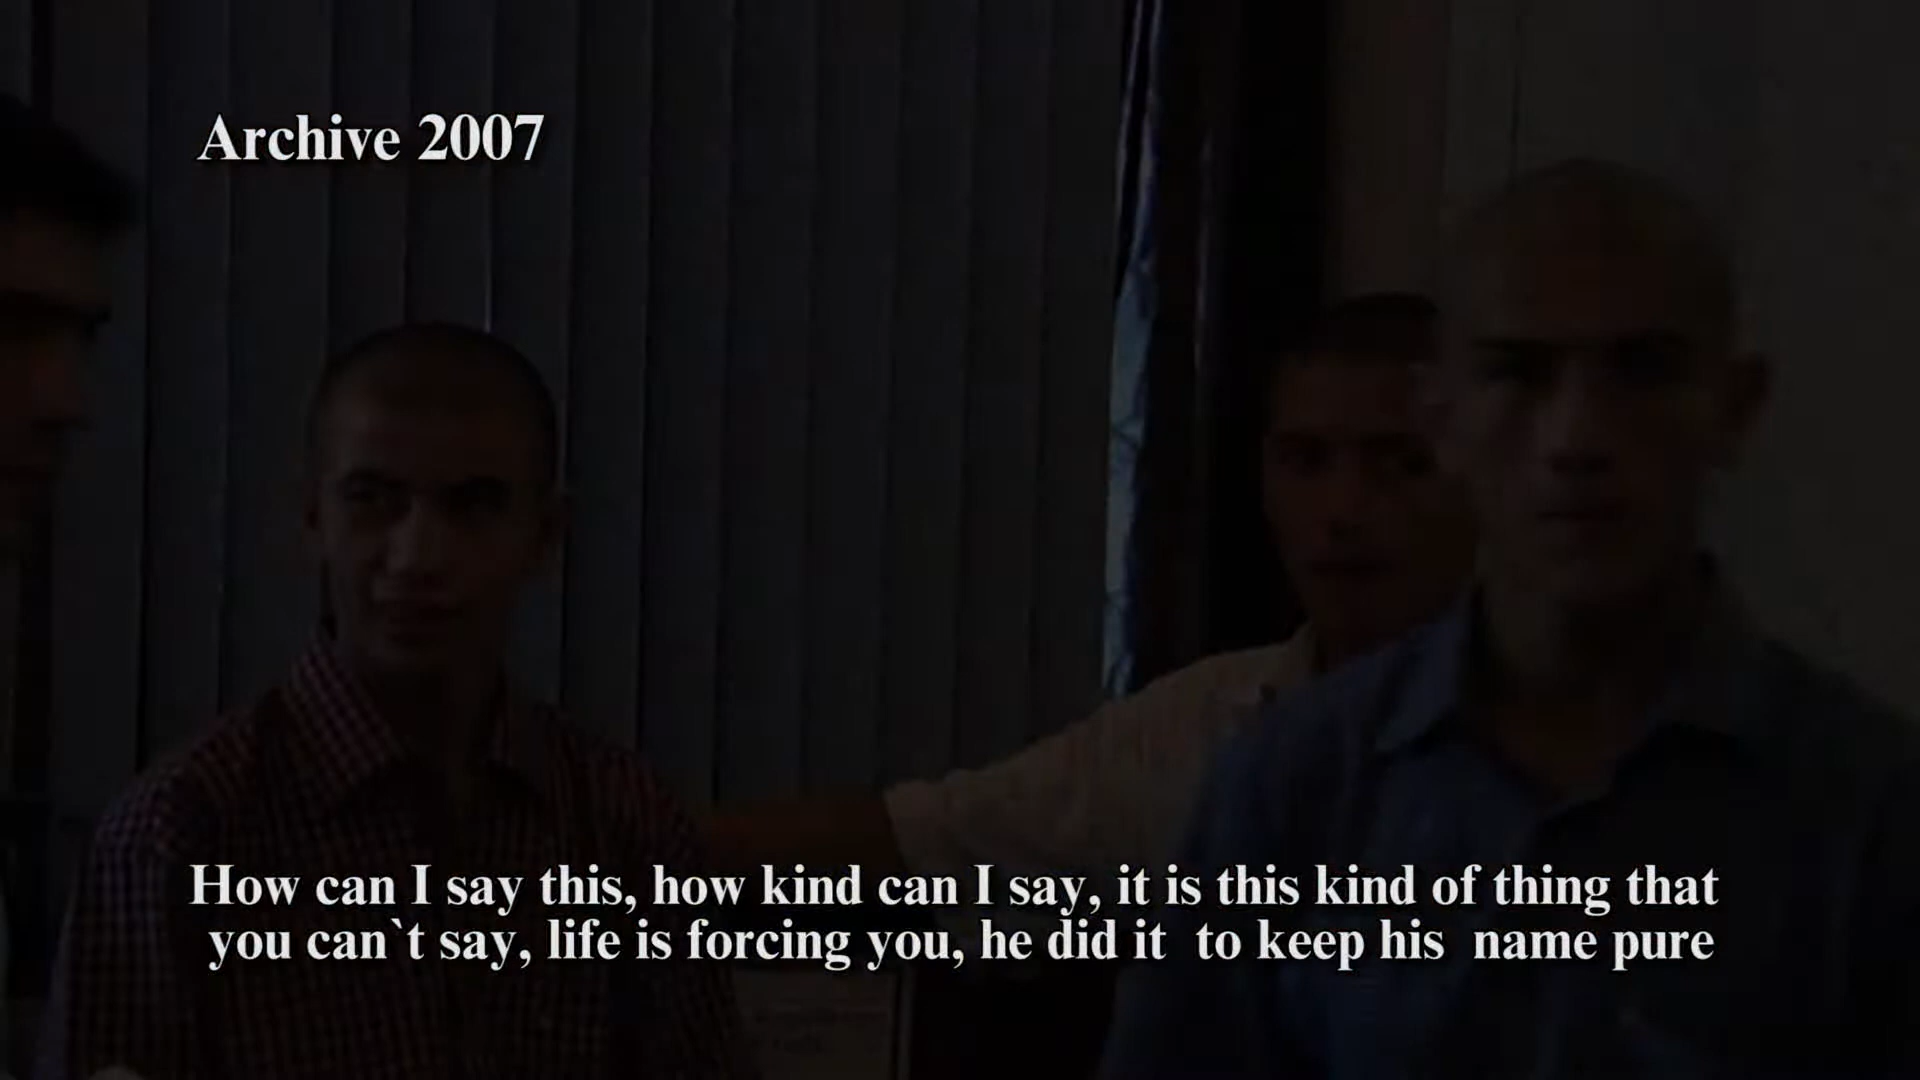 Archive 2007
How can I say this, how kind can I say, it is this kind of thing that
you can`t say, life is forcing you, he did it  to keep his  name pure